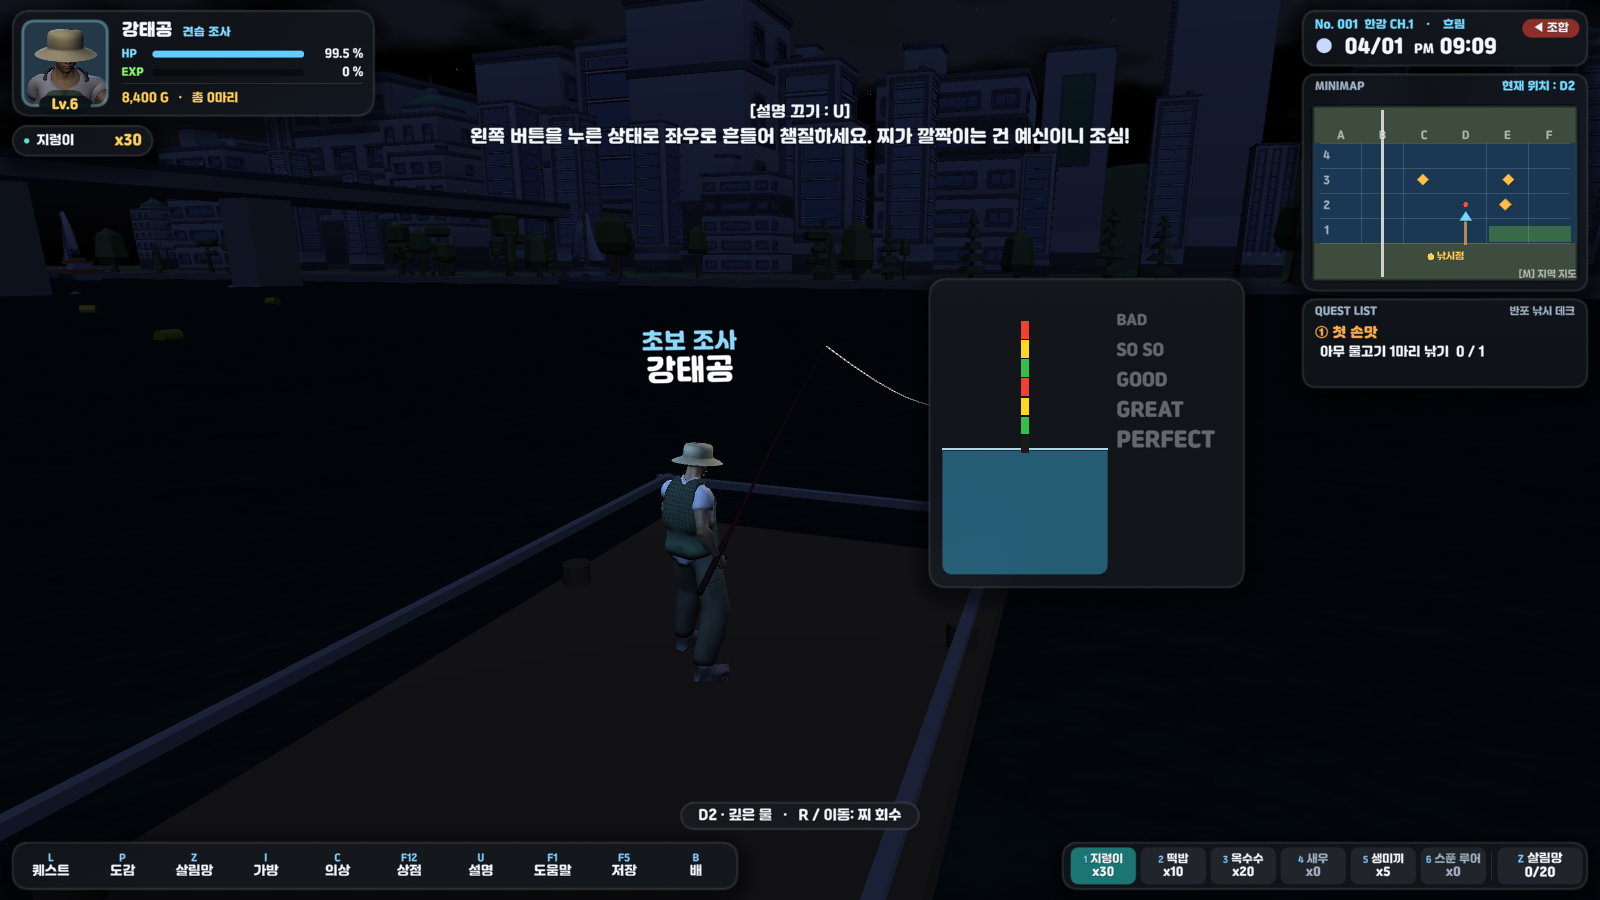 강태공 견습 조사
HP 99.5 %
EXP 0 %
Lv.6
8,400 G · 총 0마리
지렁이 x30
[설명 끄기 : U]
왼쪽 버튼을 누른 상태로 좌우로 흔들어 챔질하세요. 찌가 깔짝이는 건 예신이니 조심!
No. 001 한강 CH.1 · 흐림
◀ 조합
04/01 PM 09:09
MINIMAP 현재 위치 : D2
A B C D E F
4
3
2
1
낚시점
[M] 지역 지도
QUEST LIST 반포 낚시 데크
① 첫 손맛
아무 물고기 1마리 낚기 0 / 1
초보 조사
강태공
BAD
SO SO
GOOD
GREAT
PERFECT
D2 · 깊은 물 · R / 이동: 찌 회수
L P Z I C F12 U F1 F5 B
퀘스트 도감 살림망 가방 의상 상점 설명 도움말 저장 배
1 지렁이 2 떡밥 3 옥수수 4 새우 5 생미끼 6 스푼 루어 Z 살림망
x30 x10 x20 x0 x5 x0 0/20